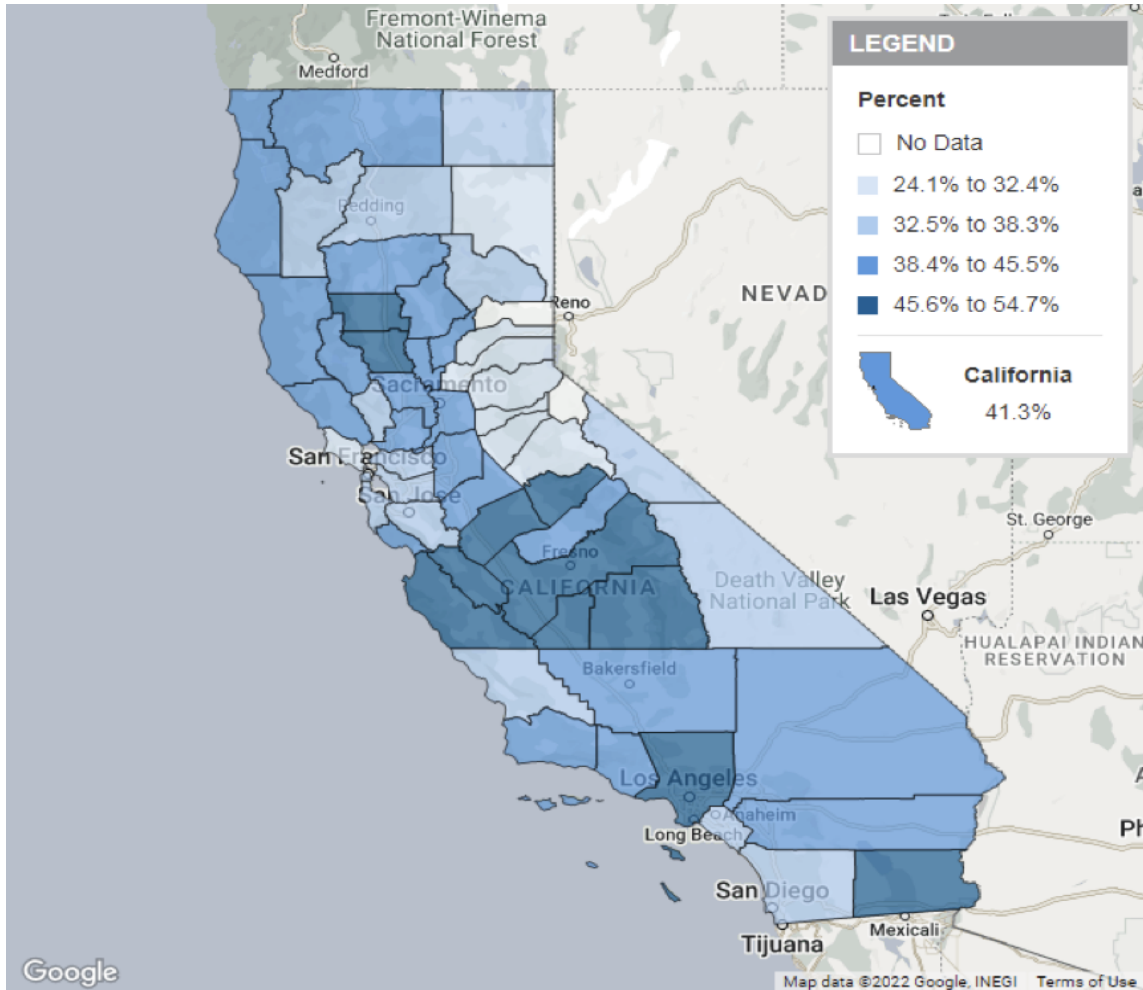 Fremont-Winema
National Forest
Medford
LEGEND
Percent
No Data
24.1% to 32.4%
32.5% to 38.3%
38.4% to 45.5%
45.6% to 54.7%
California
41.3%
Redding
NEVAD
Reno
Sacramento
San Francisco
San Jose
St. George
Fresno
CALIFORNIA
Death Valley
National Park
Las Vegas
HUALAPAI INDIAN
RESERVATION
Bakersfield
Los Angeles
Anaheim
Long Beach
Ph
San Diego
Mexicali
Tijuana
Google
Map data ©2022 Google, INEGI
Terms of Use